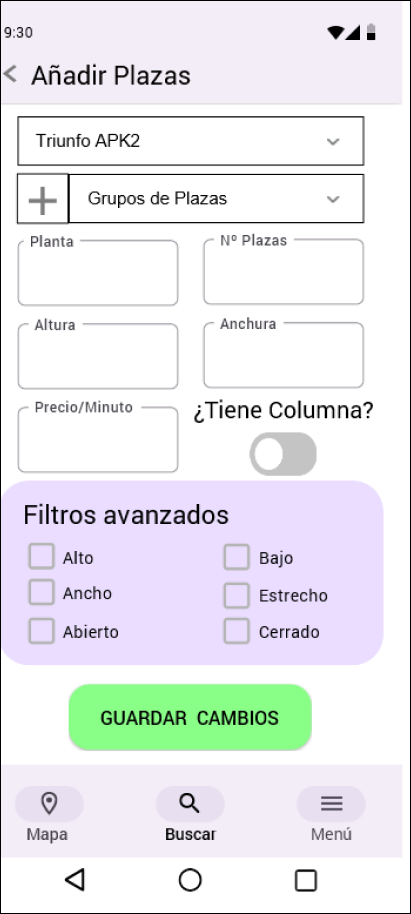 9:30
Añadir Plazas
Triunfo APK2
Grupos de Plazas
Planta
Nº Plazas
Altura
Anchura
Precio/Minuto
¿Tiene Columna?
Filtros avanzados
Alto
Bajo
Ancho
Estrecho
Abierto
Cerrado
GUARDAR CAMBIOS
Mapa
Buscar
Menú